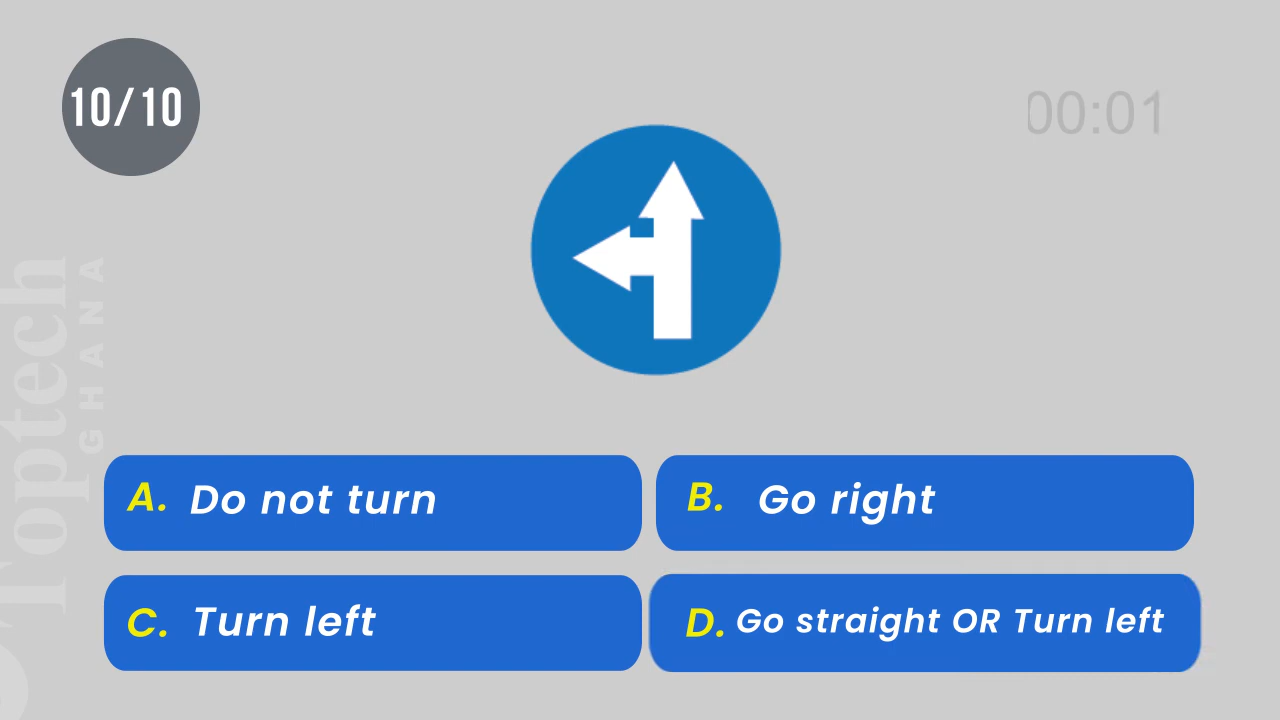 10/10
00:01
Toptech
GHANA
A. Do not turn
B. Go right
C. Turn left
D. Go straight OR Turn left